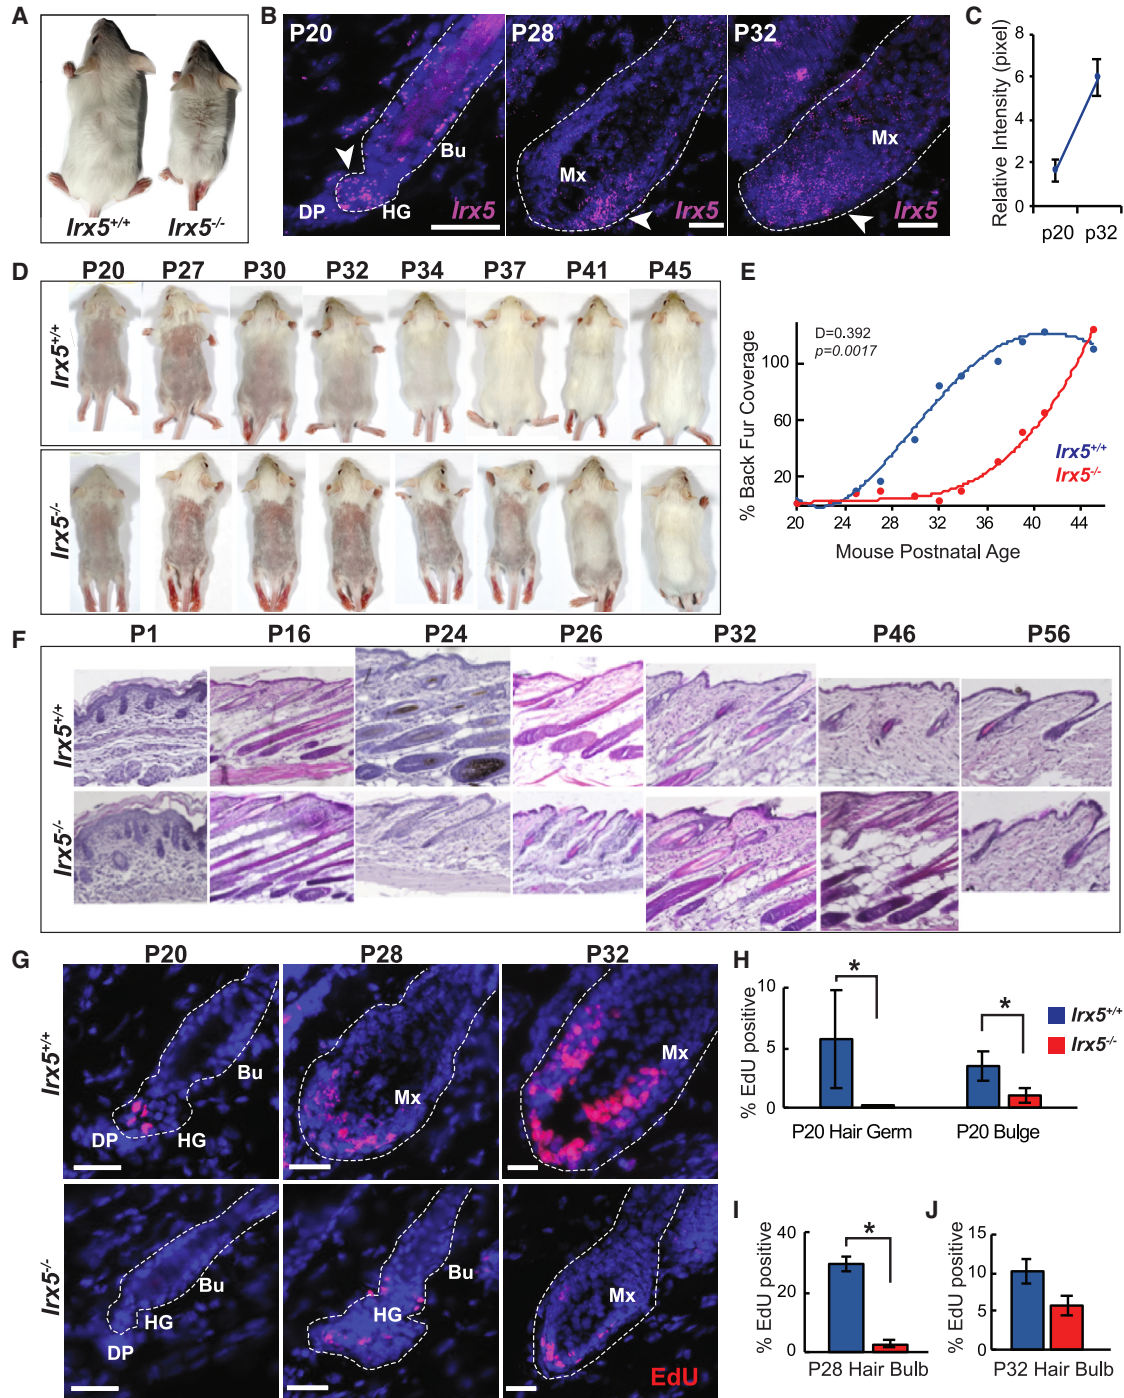 A
Irx5+/+
Irx5-/-
B
P20
P28
P32
Bu
Mx
Mx
DP
HG
Irx5
Irx5
Irx5
C
Relative Intensity (pixel)
8
6
4
2
0
p20 p32
D
P20 P27 P30 P32 P34 P37 P41 P45
Irx5+/+
Irx5-/-
E
% Back Fur Coverage
D=0.392
p=0.0017
100
60
20
Irx5+/+
Irx5-/-
20 24 28 32 36 40 44
Mouse Postnatal Age
F
P1 P16 P24 P26 P32 P46 P56
Irx5+/+
Irx5-/-
G
P20 P28 P32
Irx5+/+
Bu
DP
HG
Mx
Mx
Irx5-/-
Bu
HG
DP
Bu
HG
Mx
EdU
H
% EdU positive
10
5
0
*
*
Irx5+/+
Irx5-/-
P20 Hair Germ P20 Bulge
I
% EdU positive
40
20
0
*
P28 Hair Bulb
J
% EdU positive
15
10
5
0
P32 Hair Bulb